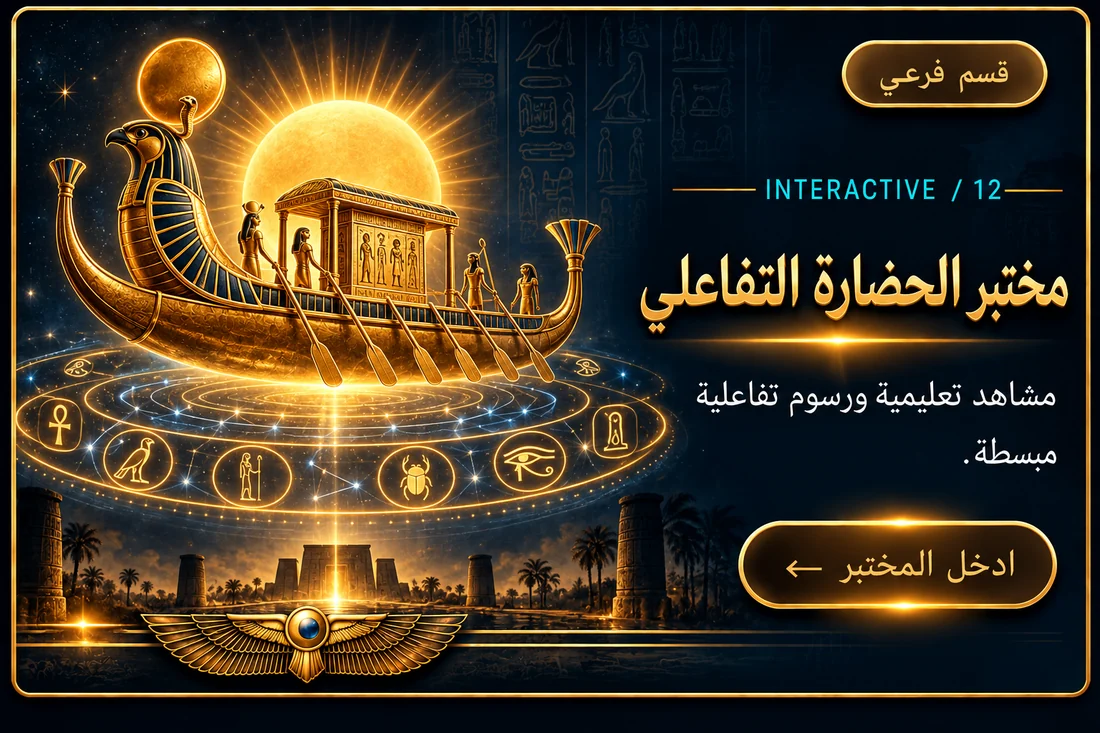 قسم فرعي
INTERACTIVE / 12
مختبر الحضارة التفاعلي
مشاهد تعليمية ورسوم تفاعلية
مبسطة.
ادخل المختبر ←